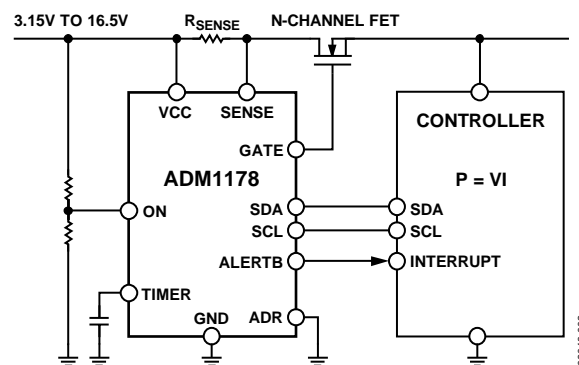 3.15V TO 16.5V
RSENSE
N-CHANNEL FET
VCC
SENSE
CONTROLLER
GATE
ADM1178
P = VI
ON
SDA
SDA
SCL
SCL
ALERTB
INTERRUPT
TIMER
GND
ADR